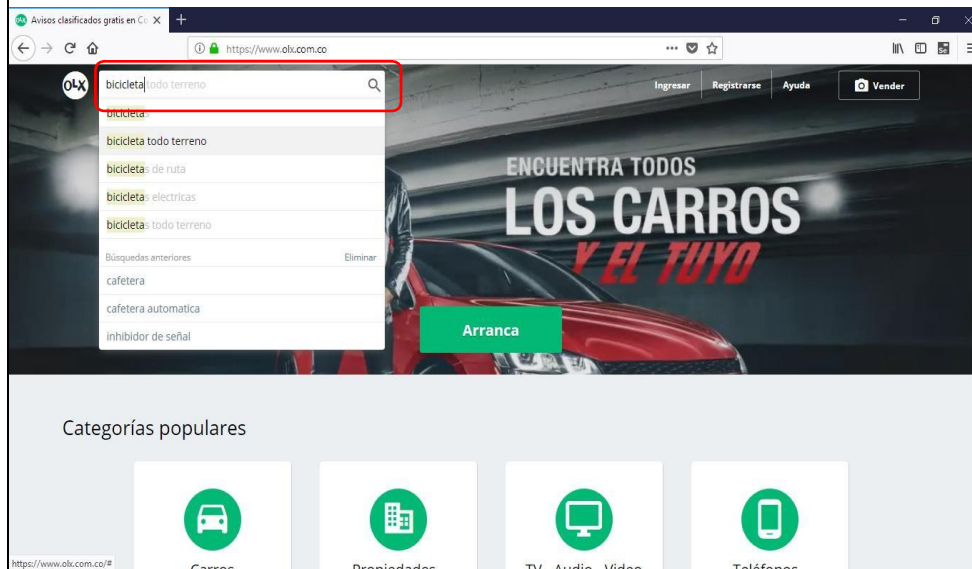 Avisos clasificados gratis en Co
https://www.olx.com.co
Se
OLX
bicicleta todo terreno
Ingresar Registrarse Ayuda Vender
bicicletas
bicicleta todo terreno
bicicletas de ruta
bicicletas electricas
bicicletas todo terreno
Búsquedas anteriores Eliminar
cafetera
cafetera automatica
inhibidor de señal
ENCUENTRA TODOS
LOS CARROS
Y EL TUYO
Arranca
Categorías populares
Carros Propiedades TV - Audio - Video Teléfonos
https://www.olx.com.co/#